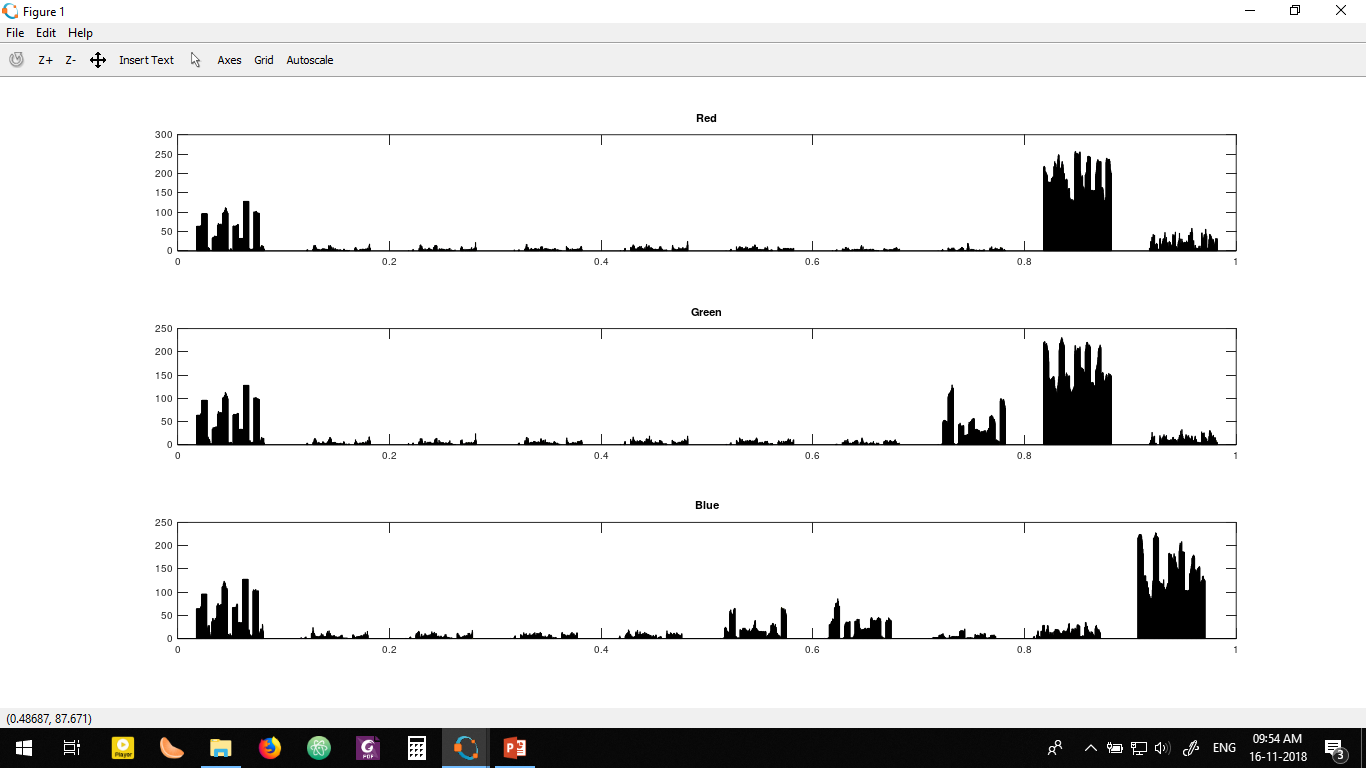 Figure 1
File Edit Help
Z+ Z- Insert Text Axes Grid Autoscale
Red
300
250
200
150
100
50
0
0 0.2 0.4 0.6 0.8 1
Green
250
200
150
100
50
0
0 0.2 0.4 0.6 0.8 1
Blue
250
200
150
100
50
0
0 0.2 0.4 0.6 0.8 1
(0.48687, 87.671)
Player
PDF
ENG
09:54 AM
16-11-2018
3